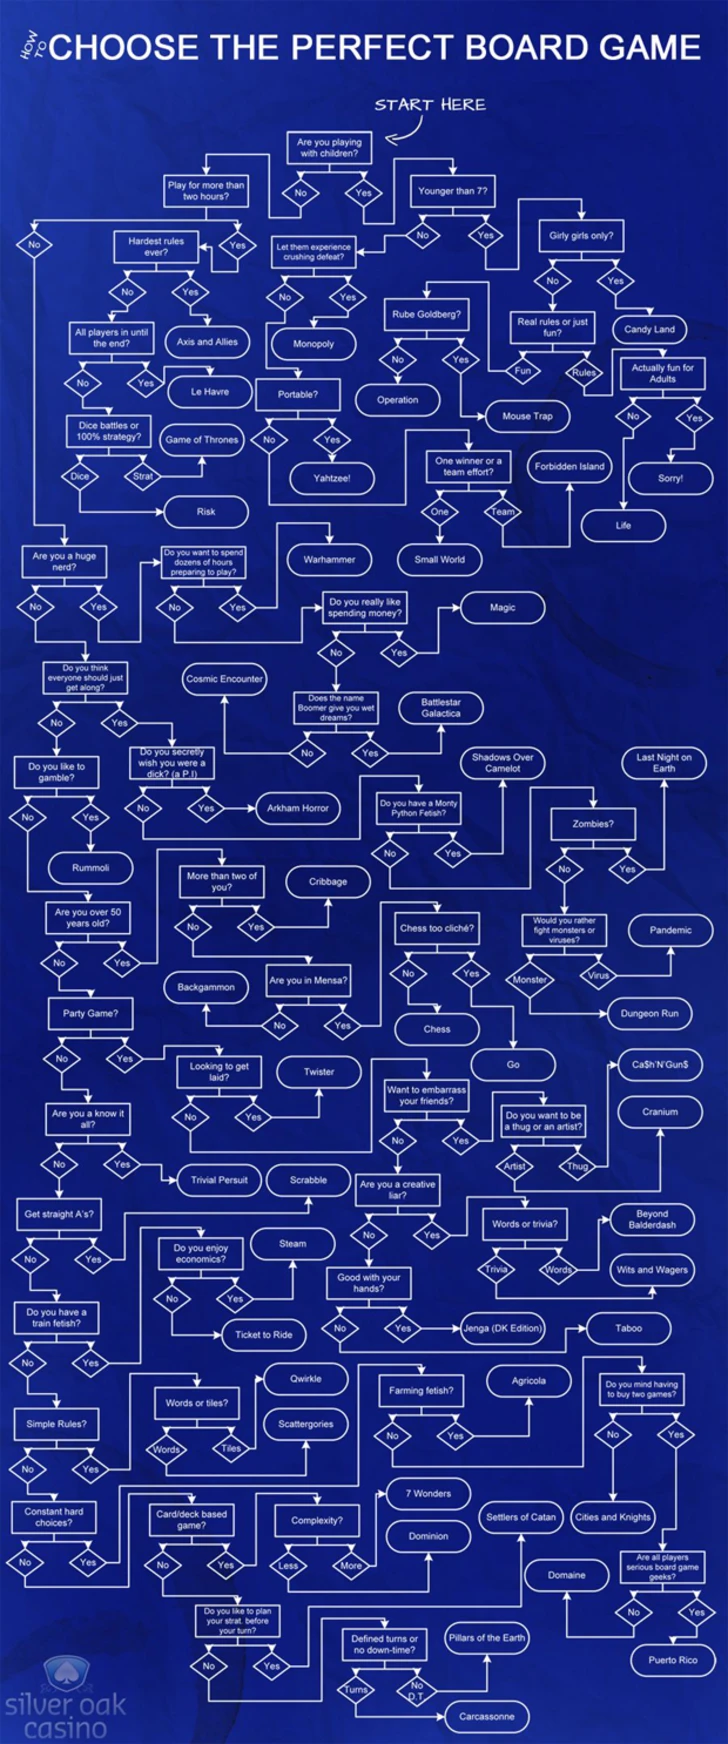 HOW TO CHOOSE THE PERFECT BOARD GAME
START HERE
Are you playing
with children?
Play for more than
two hours?
No
Yes
Younger than 7?
No
Hardest rules
ever?
Yes
Let them experience
crushing defeat?
No
Yes
Girly girls only?
No
Yes
No
Yes
No
Yes
All players in until
the end?
Axis and Allies
Monopoly
Rube Goldberg?
Real rules or just
fun?
Candy Land
No
Yes
Le Havre
Portable?
No
Yes
Fun
Rules
Actually fun for
Adults
Operation
Mouse Trap
No
Yes
Dice battles or
100% strategy?
Game of Thrones
No
Yes
One winner or a
team effort?
Forbidden Island
Sorry!
Dice
Strat
Yahtzee!
Risk
One
Team
Life
Are you a huge
nerd?
Do you want to spend
dozens of hours
preparing to play?
Warhammer
Small World
No
Yes
No
Yes
Do you really like
spending money?
Magic
No
Yes
Do you think
everyone should just
get along?
Cosmic Encounter
Does the name
Boomer give you wet
dreams?
Battlestar
Galactica
No
Yes
No
Yes
Do you like to
gamble?
Do you secretly
wish you were a
dick? (a P.I)
Shadows Over
Camelot
Last Night on
Earth
No
Yes
No
Yes
Arkham Horror
Do you have a Monty
Python Fetish?
Zombies?
No
Yes
No
Yes
Rummoli
More than two of
you?
Cribbage
Are you over 50
years old?
No
Yes
Chess too cliché?
Would you rather
fight monsters or
viruses?
Pandemic
No
Yes
Backgammon
Are you in Mensa?
No
Yes
Monster
Virus
Party Game?
No
Yes
Chess
Dungeon Run
No
Yes
Looking to get
laid?
Twister
Go
Ca$h'N'Gun$
Want to embarrass
your friends?
Do you want to be
a thug or an artist?
Cranium
Are you a know it
all?
No
Yes
No
Yes
Artist
Thug
No
Yes
Trivial Persuit
Scrabble
Are you a creative
liar?
Get straight A's?
No
Yes
Words or trivia?
Beyond
Balderdash
No
Yes
Do you enjoy
economics?
Steam
Good with your
hands?
Trivia
Words
Wits and Wagers
No
Yes
Do you have a
train fetish?
Ticket to Ride
No
Yes
Jenga (DK Edition)
Taboo
No
Yes
Words or tiles?
Qwirkle
Farming fetish?
Agricola
Do you mind having
to buy two games?
Simple Rules?
Scattergories
No
Yes
No
Yes
Words
Tiles
No
Yes
Constant hard
choices?
Card/deck based
game?
Complexity?
7 Wonders
Settlers of Catan
Cities and Knights
Dominion
No
Yes
No
Yes
Less
More
Are all players
serious board game
geeks?
Domaine
No
Yes
Do you like to plan
your strat. before
your turn?
Defined turns or
no down-time?
Pillars of the Earth
Puerto Rico
No
Yes
Turns
No
D.T.
Carcassonne
silver oak
casino